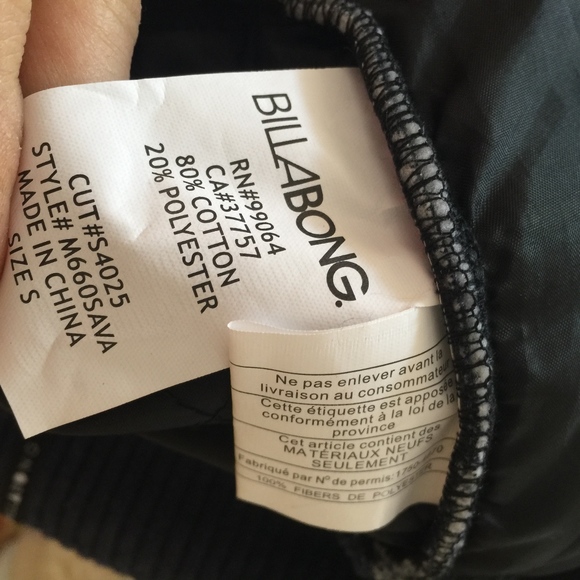 BILLABONG.
RN#99064
CA#37757
80% COTTON
20% POLYESTER
CUT#S4025
STYLE# M660SAVA
MADE IN CHINA
SIZE S
Ne pas enlever avant la
livraison au consommateur
Cette étiquette est apposée
conformément à la loi de la
province
Cet article contient des
MATÉRIAUX NEUFS
SEULEMENT
Fabriqué par N° de permis:
100% FIBERS DE POLYESTER